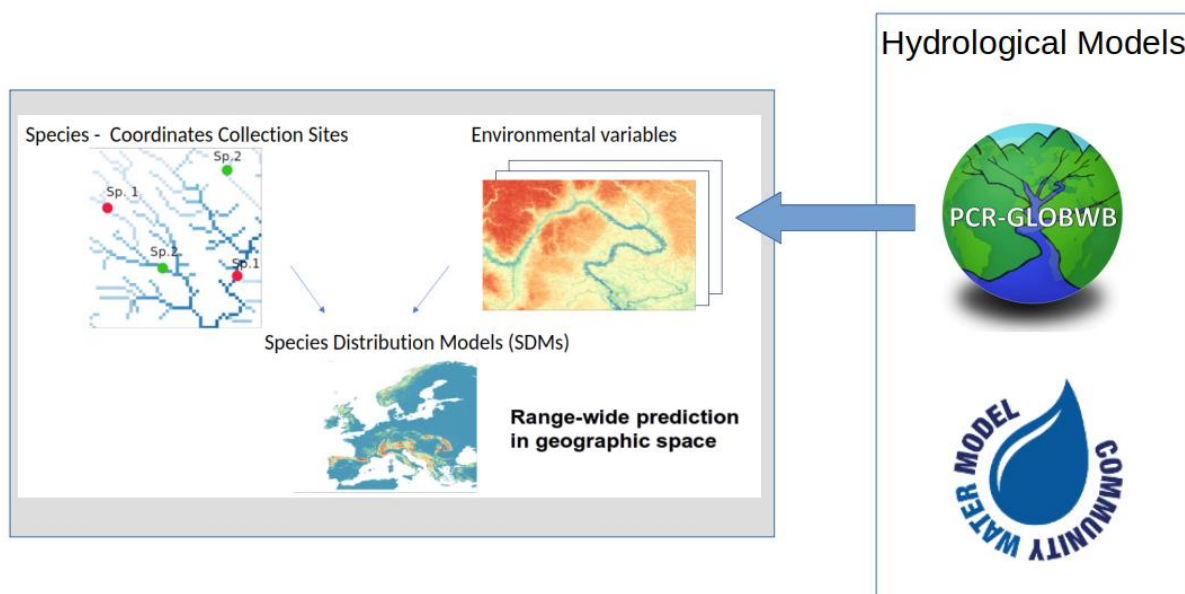 Hydrological Models
Species - Coordinates Collection Sites
Environmental variables
Sp.2
Sp. 1
Sp.2
Sp.1
PCR-GLOBWB
Species Distribution Models (SDMs)
Range-wide prediction
in geographic space
COMMUNITY WATER MODEL